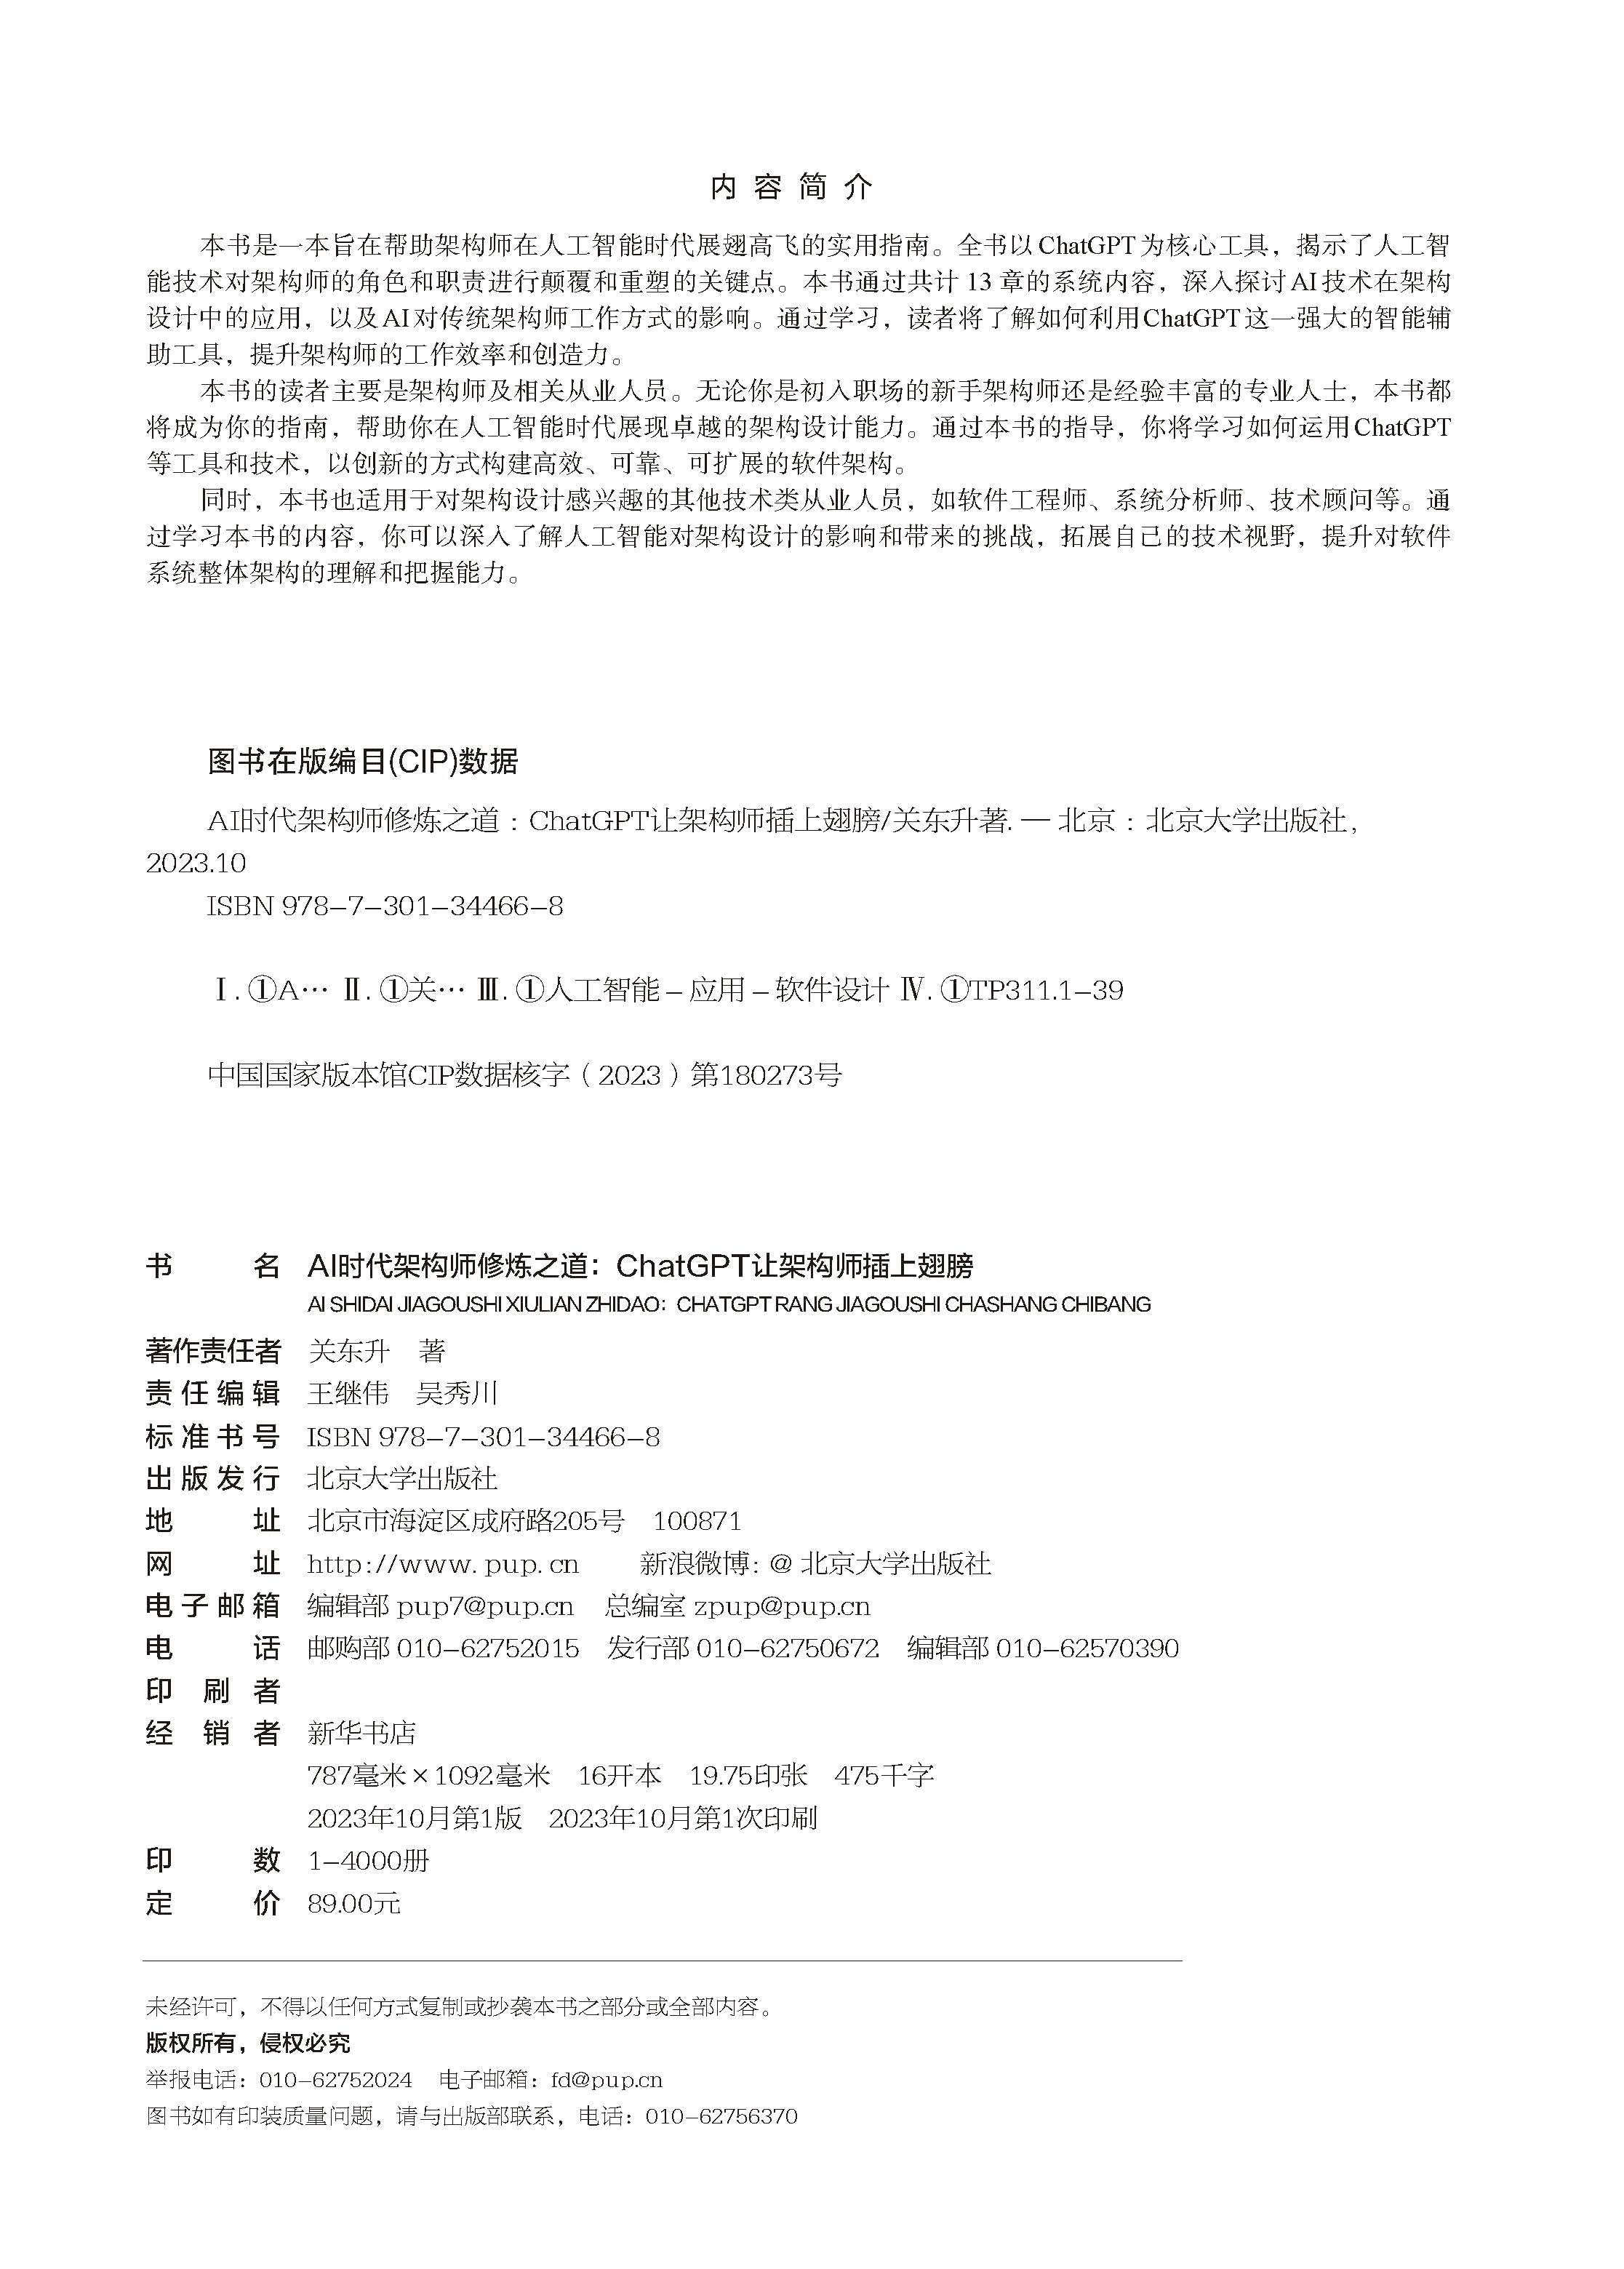 内容简介
本书是一本旨在帮助架构师在人工智能时代展翅高飞的实用指南。全书以ChatGPT为核心工具，揭示了人工智
能技术对架构师的角色和职责进行颠覆和重塑的关键点。本书通过共计 13 章的系统内容，深入探讨AI技术在架构
设计中的应用，以及AI对传统架构师工作方式的影响。通过学习，读者将了解如何利用ChatGPT这一强大的智能辅
助工具，提升架构师的工作效率和创造力。
本书的读者主要是架构师及相关从业人员。无论你是初入职场的新手架构师还是经验丰富的专业人士，本书都
将成为你的指南，帮助你在人工智能时代展现卓越的架构设计能力。通过本书的指导，你将学习如何运用ChatGPT
等工具和技术，以创新的方式构建高效、可靠、可扩展的软件架构。
同时，本书也适用于对架构设计感兴趣的其他技术类从业人员，如软件工程师、系统分析师、技术顾问等。通
过学习本书的内容，你可以深入了解人工智能对架构设计的影响和带来的挑战，拓展自己的技术视野，提升对软件
系统整体架构的理解和把握能力。
图书在版编目(CIP)数据
AI时代架构师修炼之道：ChatGPT让架构师插上翅膀/关东升著. — 北京：北京大学出版社，
2023.10
ISBN 978-7-301-34466-8
Ⅰ. ①A… Ⅱ. ①关… Ⅲ. ①人工智能 – 应用 – 软件设计 Ⅳ. ①TP311.1-39
中国国家版本馆CIP数据核字（2023）第180273号
书 名 AI时代架构师修炼之道：ChatGPT让架构师插上翅膀
AI SHIDAI JIAGOUSHI XIULIAN ZHIDAO：CHATGPT RANG JIAGOUSHI CHASHANG CHIBANG
著作责任者 关东升 著
责任编辑 王继伟 吴秀川
标准书号 ISBN 978-7-301-34466-8
出版发行 北京大学出版社
地 址 北京市海淀区成府路205号 100871
网 址 http://www.pup.cn 新浪微博：@北京大学出版社
电子邮箱 编辑部 pup7@pup.cn 总编室 zpup@pup.cn
电 话 邮购部 010-62752015 发行部 010-62750672 编辑部 010-62570390
印 刷 者
经 销 者 新华书店
787毫米×1092毫米 16开本 19.75印张 475千字
2023年10月第1版 2023年10月第1次印刷
印 数 1-4000册
定 价 89.00元
未经许可，不得以任何方式复制或抄袭本书之部分或全部内容。
版权所有，侵权必究
举报电话：010-62752024 电子邮箱：fd@pup.cn
图书如有印装质量问题，请与出版部联系，电话：010-62756370